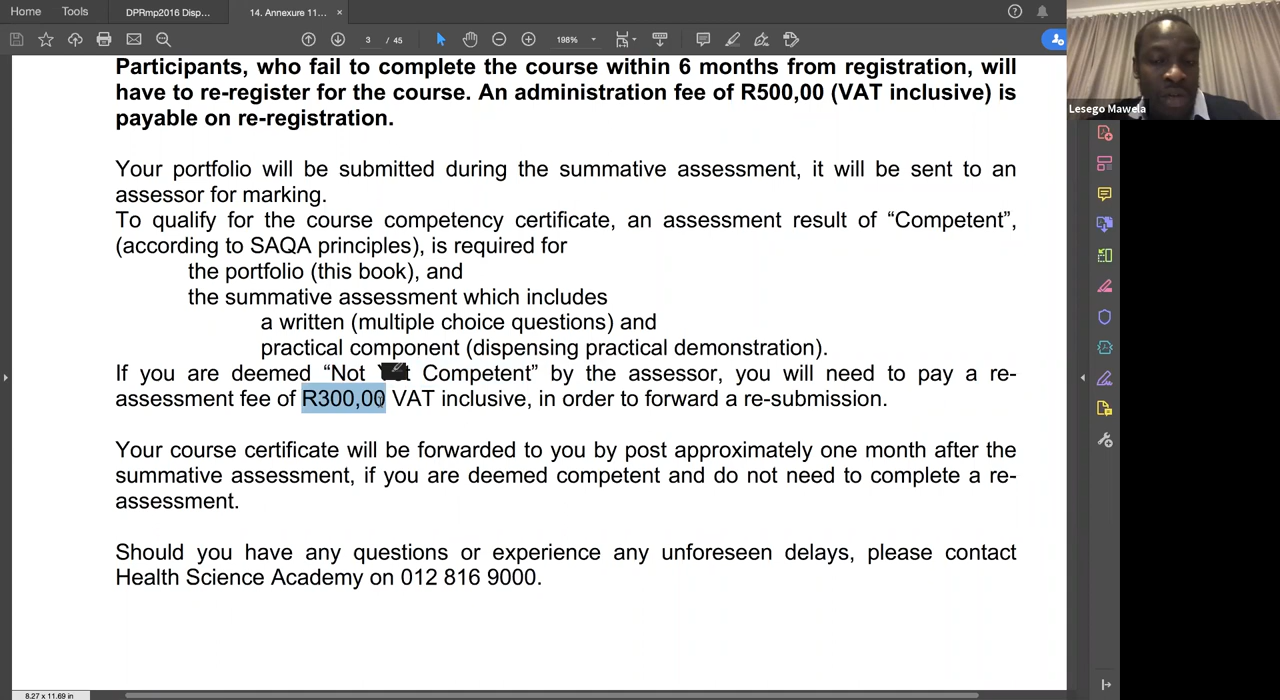 Home Tools DPRmp2016 Disp... 14. Annexure 11... ×
3 / 45 198%
Lesego Mawela
Participants, who fail to complete the course within 6 months from registration, will
have to re-register for the course. An administration fee of R500,00 (VAT inclusive) is
payable on re-registration.
Your portfolio will be submitted during the summative assessment, it will be sent to an
assessor for marking.
To qualify for the course competency certificate, an assessment result of “Competent”,
(according to SAQA principles), is required for
the portfolio (this book), and
the summative assessment which includes
a written (multiple choice questions) and
practical component (dispensing practical demonstration).
If you are deemed “Not Competent” by the assessor, you will need to pay a re-
assessment fee of R300,00 VAT inclusive, in order to forward a re-submission.
Your course certificate will be forwarded to you by post approximately one month after the
summative assessment, if you are deemed competent and do not need to complete a re-
assessment.
Should you have any questions or experience any unforeseen delays, please contact
Health Science Academy on 012 816 9000.
8.27 x 11.69 in